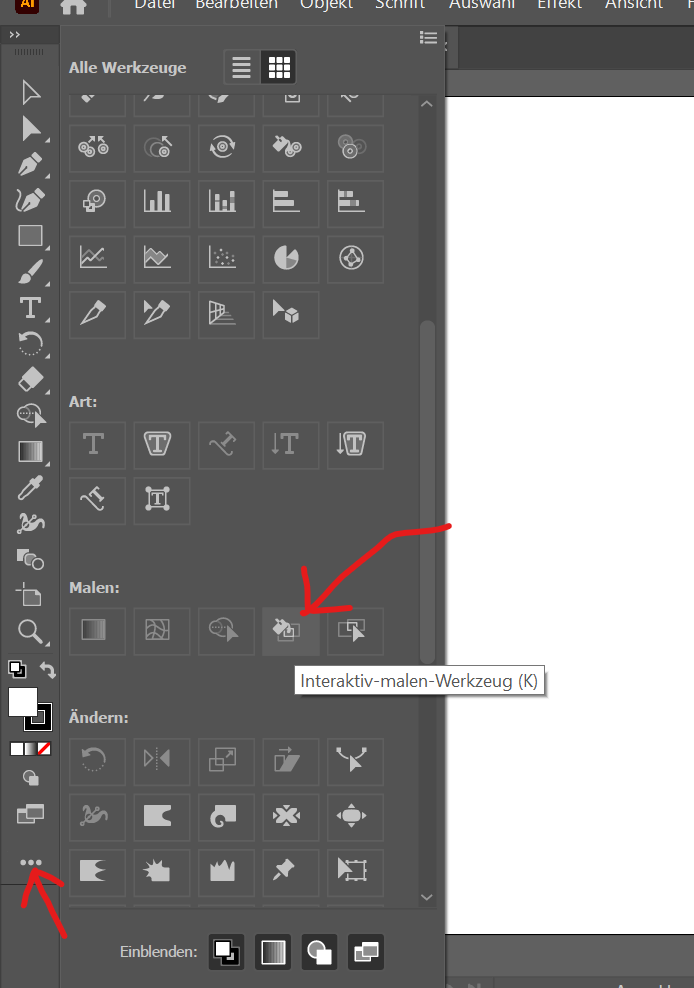 Ai
Datei Bearbeiten Objekt Schrift Auswahl Effekt Ansicht
Alle Werkzeuge
Art:
Malen:
Interaktiv-malen-Werkzeug (K)
Ändern:
Einblenden: